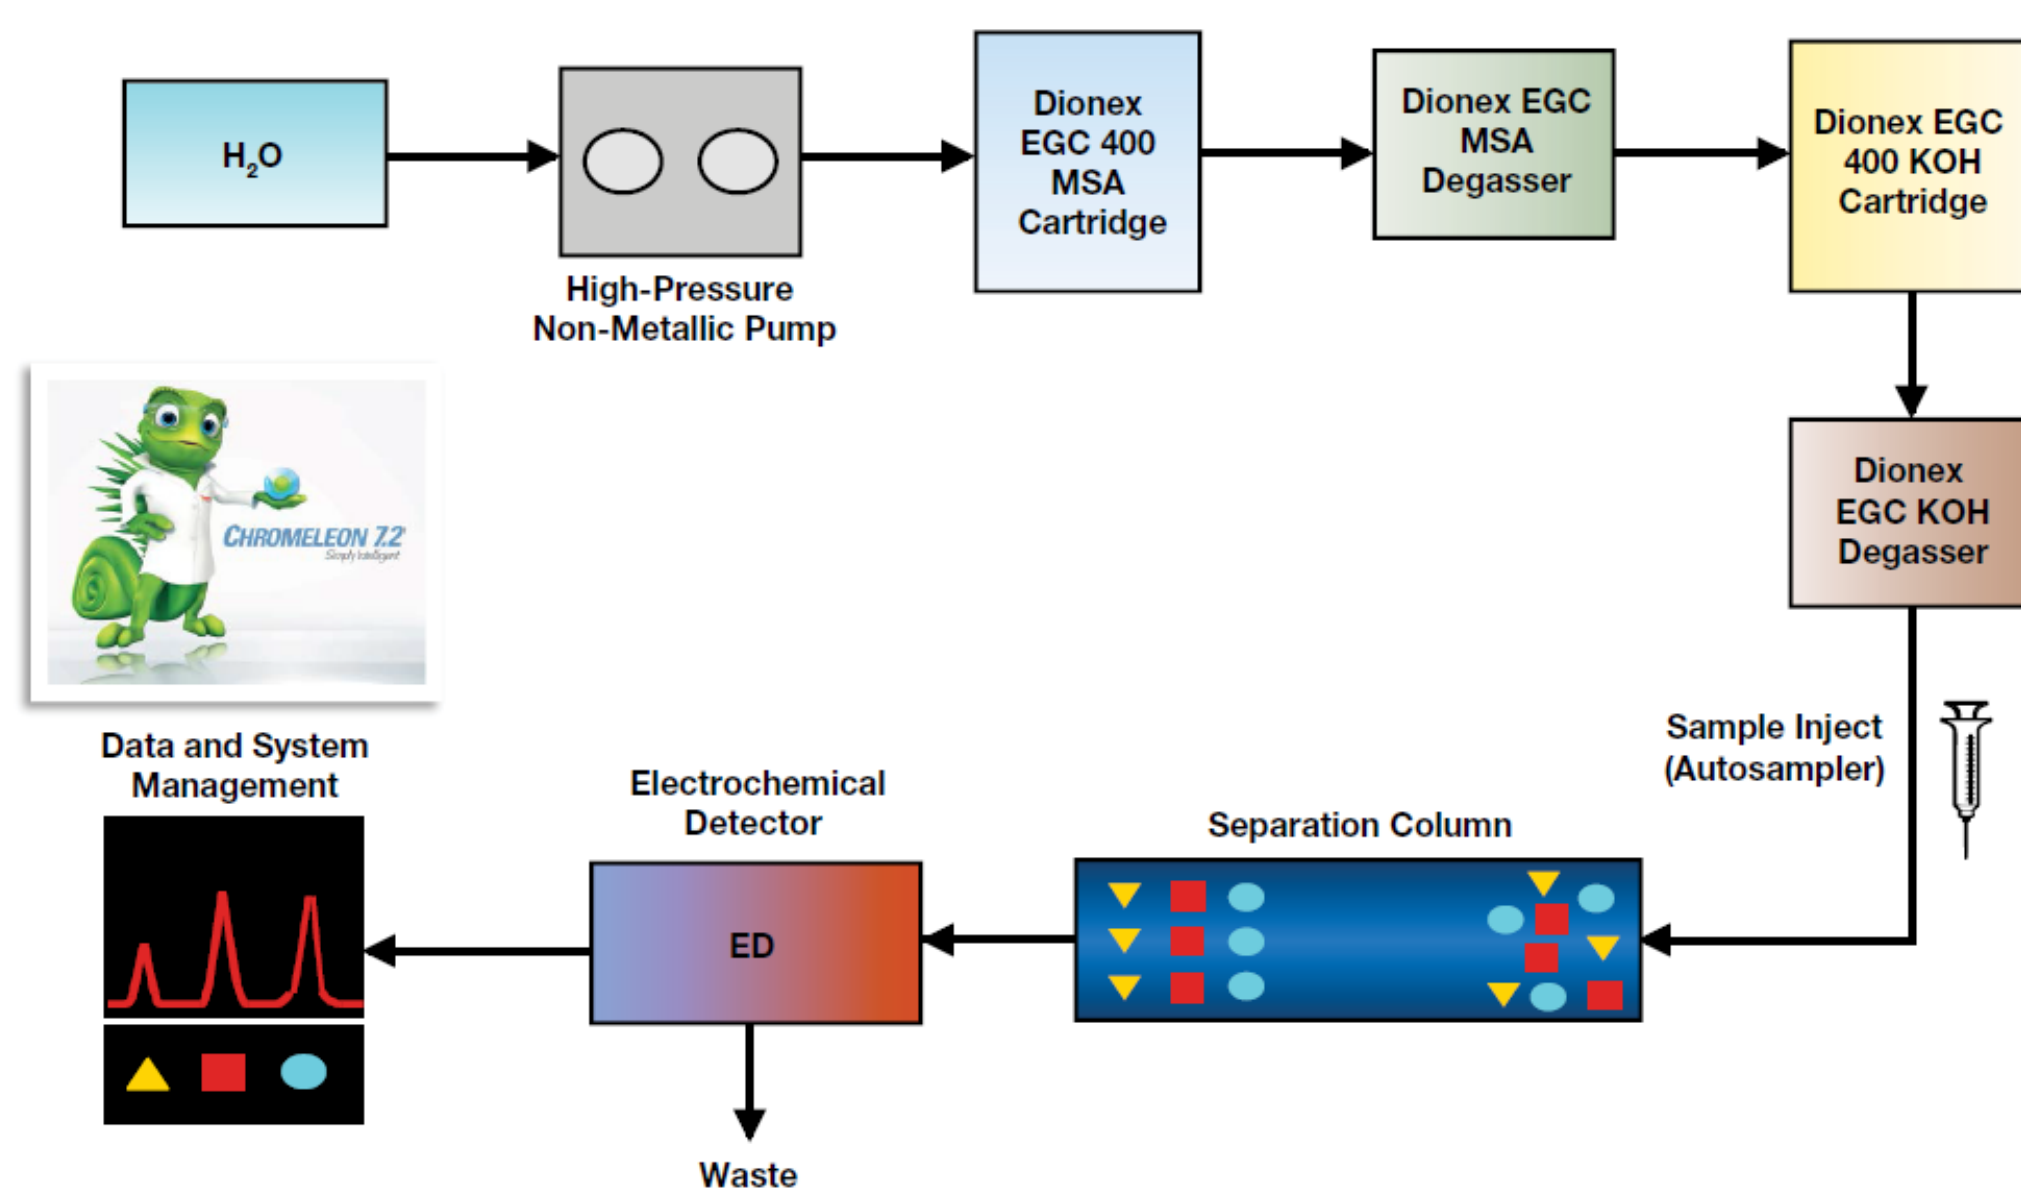 H₂O
High-Pressure
Non-Metallic Pump
Dionex
EGC 400
MSA
Cartridge
Dionex EGC
MSA
Degasser
Dionex EGC
400 KOH
Cartridge
Dionex
EGC KOH
Degasser
Sample Inject
(Autosampler)
Separation Column
Electrochemical
Detector
ED
Waste
CHROMELEON 7.2
Simply Intelligent
Data and System
Management